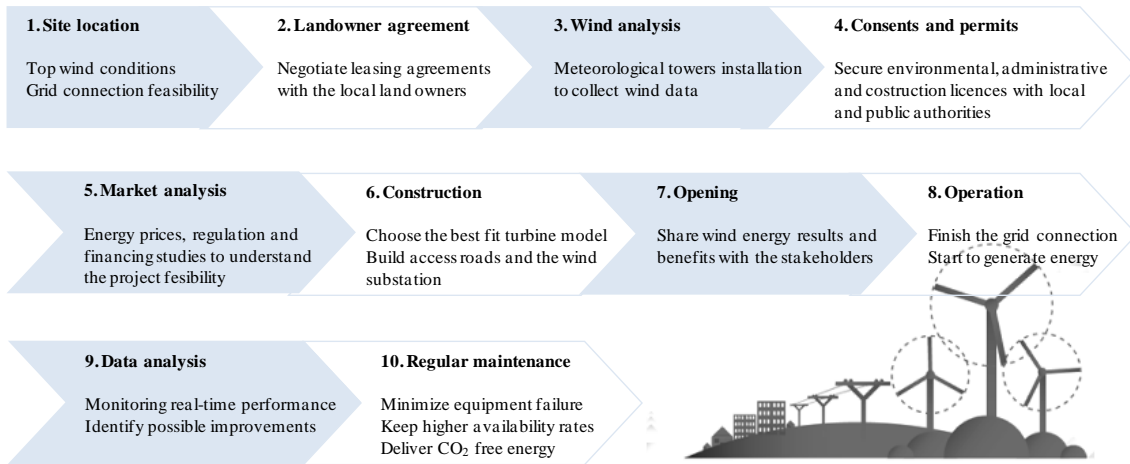 1. Site location
Top wind conditions
Grid connection feasibility
2. Landowner agreement
Negotiate leasing agreements
with the local land owners
3. Wind analysis
Meteorological towers installation
to collect wind data
4. Consents and permits
Secure environmental, administrative
and costruction licences with local
and public authorities
5. Market analysis
Energy prices, regulation and
financing studies to understand
the project fesibility
6. Construction
Choose the best fit turbine model
Build access roads and the wind
substation
7. Opening
Share wind energy results and
benefits with the stakeholders
8. Operation
Finish the grid connection
Start to generate energy
9. Data analysis
Monitoring real-time performance
Identify possible improvements
10. Regular maintenance
Minimize equipment failure
Keep higher availability rates
Deliver CO₂ free energy